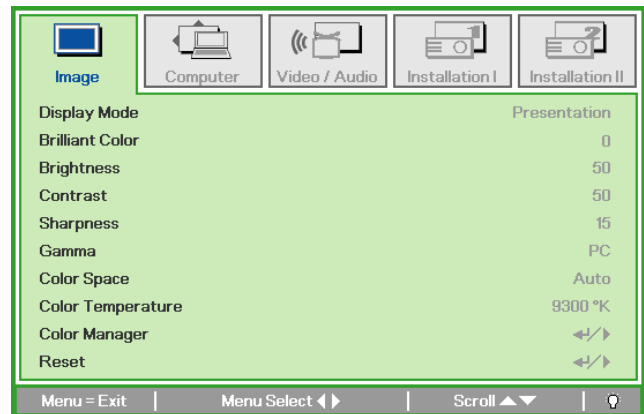 Image Computer Video / Audio Installation I Installation II
Display Mode Presentation
Brilliant Color 0
Brightness 50
Contrast 50
Sharpness 15
Gamma PC
Color Space Auto
Color Temperature 9300 °K
Color Manager
Reset
Menu = Exit Menu Select Scroll